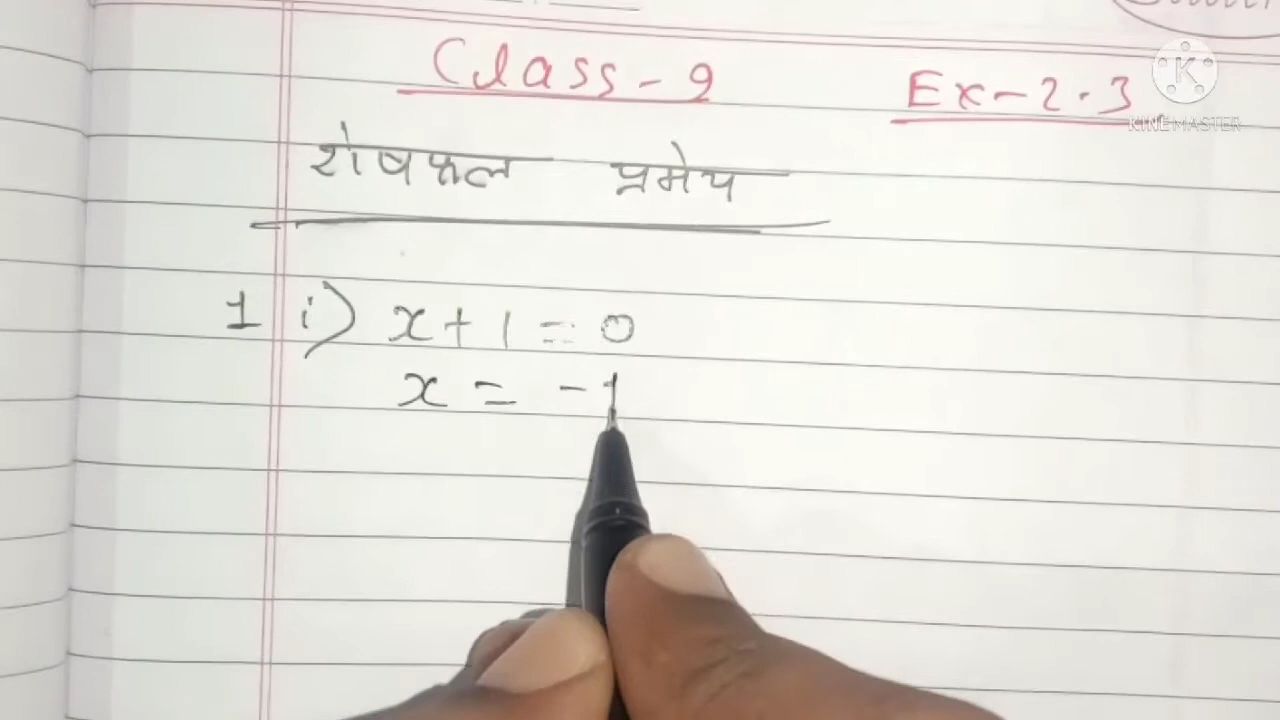 Class - 9 Ex - 2.3
KINEMASTER
शेषफल प्रमेय
1 i) x + 1 = 0
x = -1